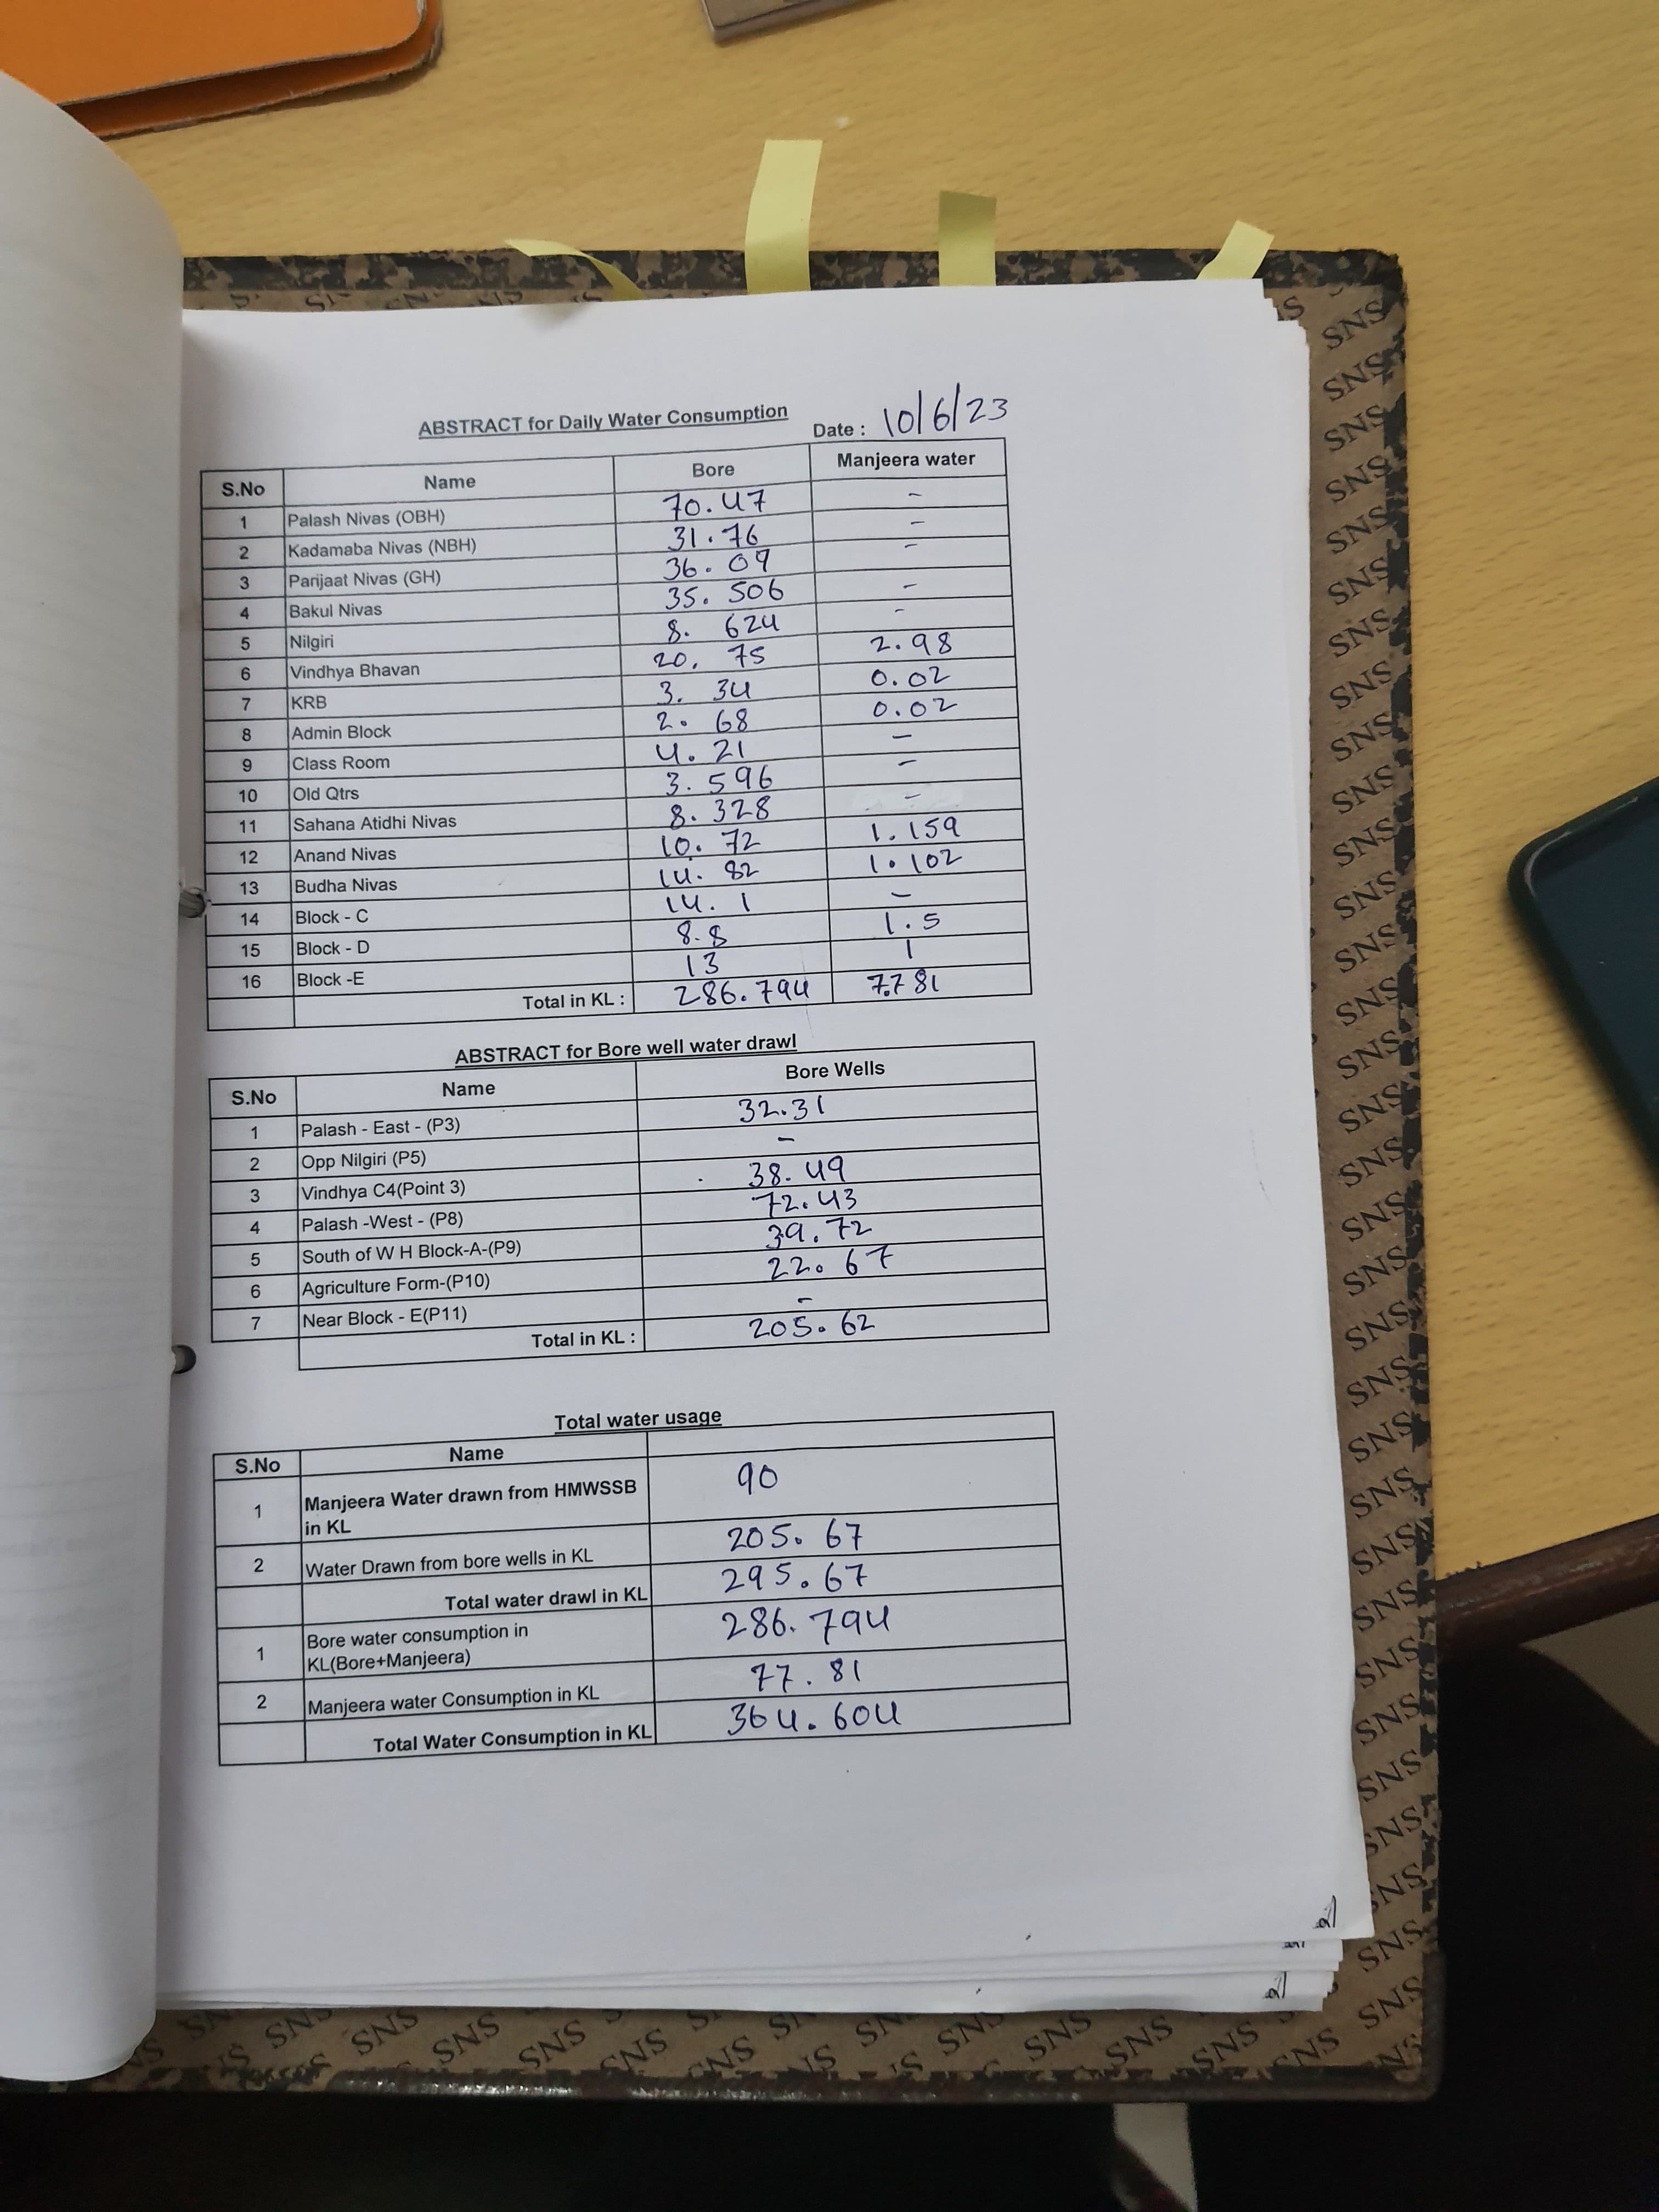 ABSTRACT for Daily Water Consumption
Date : 10/6/23
S.No Name Bore Manjeera water
1 Palash Nivas (OBH) 70.47 -
2 Kadamaba Nivas (NBH) 31.76 -
3 Parijaat Nivas (GH) 36.09 -
4 Bakul Nivas 35.506 -
5 Nilgiri 8.624 -
6 Vindhya Bhavan 20.75 2.98
7 KRB 3.34 0.02
8 Admin Block 2.68 0.02
9 Class Room 4.21 -
10 Old Qtrs 3.596 -
11 Sahana Atidhi Nivas 8.328 -
12 Anand Nivas 10.72 1.159
13 Budha Nivas 14.82 1.102
14 Block - C 14.1 -
15 Block - D 8.8 1.5
16 Block -E 13 1
Total in KL : 286.794 7.781
ABSTRACT for Bore well water drawl
S.No Name Bore Wells
1 Palash - East - (P3) 32.31
2 Opp Nilgiri (P5) -
3 Vindhya C4(Point 3) 38.49
4 Palash -West - (P8) 72.43
5 South of W H Block-A-(P9) 39.72
6 Agriculture Form-(P10) 22.67
7 Near Block - E(P11) -
Total in KL : 205.62
Total water usage
S.No Name
1 Manjeera Water drawn from HMWSSB in KL 90
2 Water Drawn from bore wells in KL 205.67
Total water drawl in KL 295.67
1 Bore water consumption in KL(Bore+Manjeera) 286.794
2 Manjeera water Consumption in KL 77.81
Total Water Consumption in KL 364.604
SNS